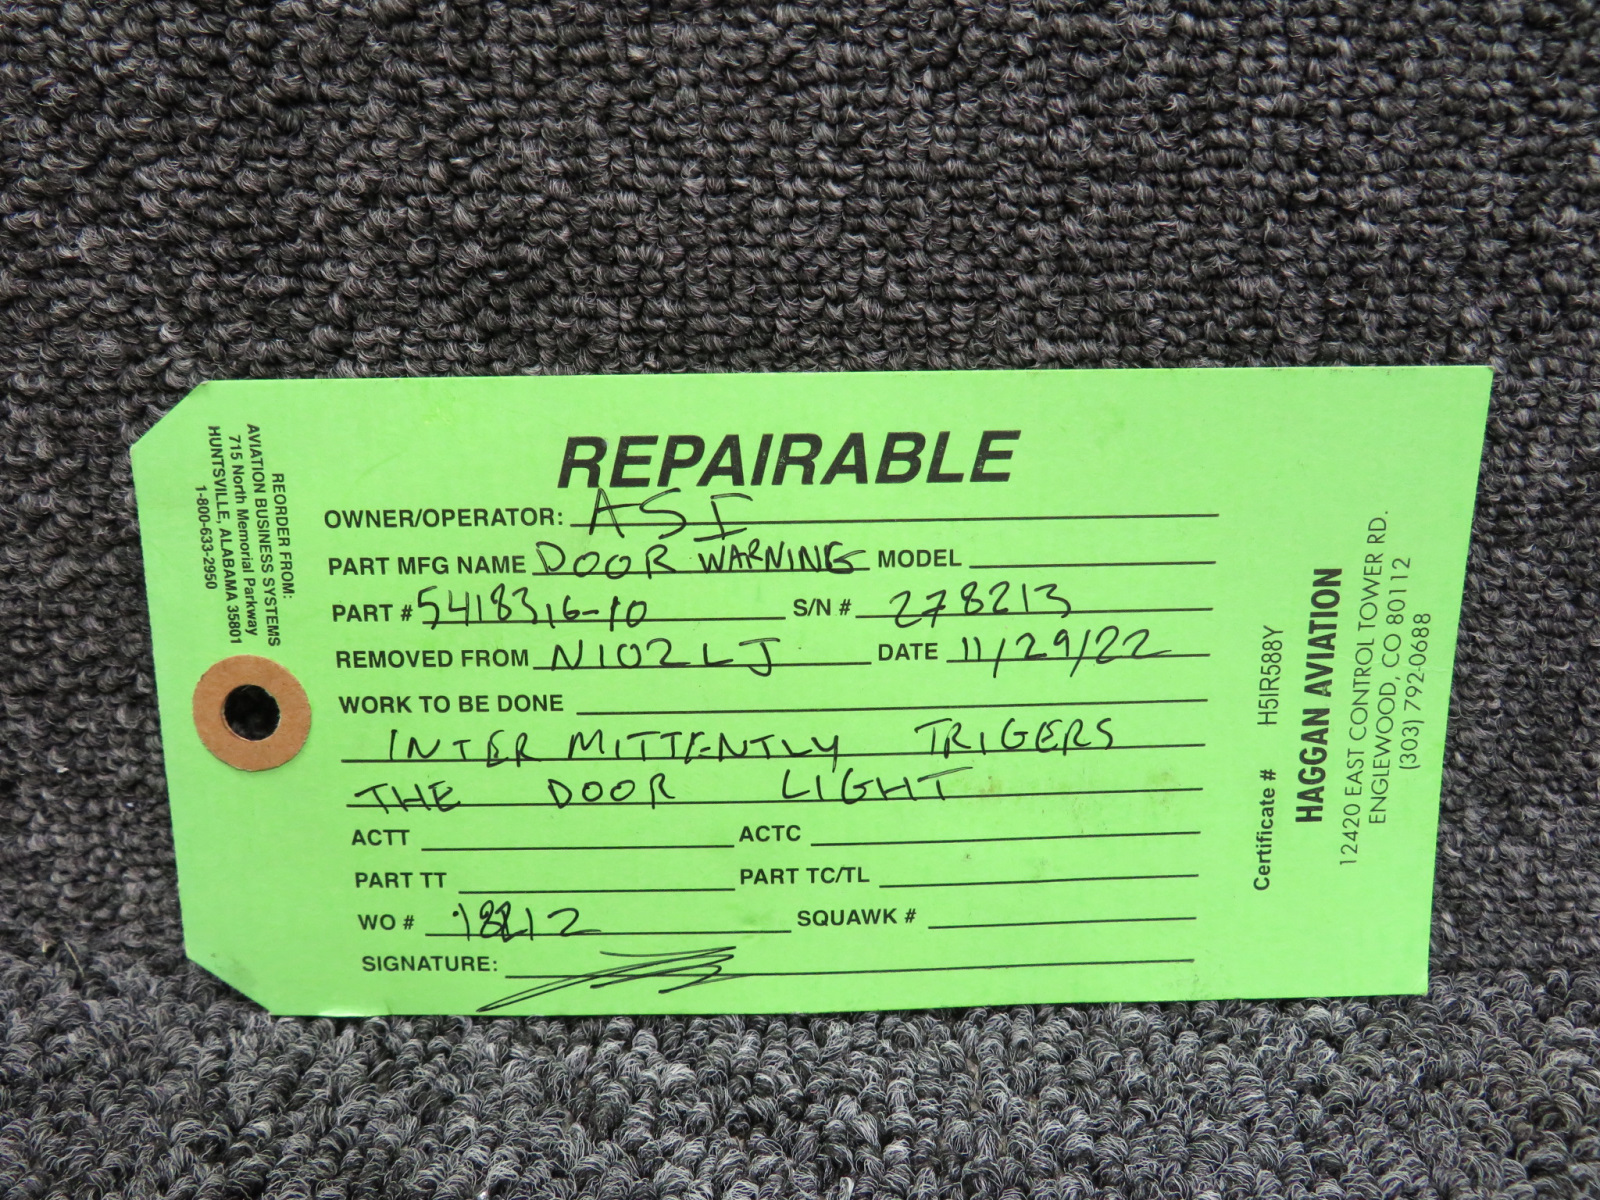 REPAIRABLE
OWNER/OPERATOR: ASI
PART MFG NAME DOOR WARNING MODEL
PART # 5418316-10 S/N # 278213
REMOVED FROM N102LJ DATE 11/29/22
WORK TO BE DONE
INTERMITTENTLY TRIGERS
THE DOOR LIGHT
ACTT ACTC
PART TT PART TC/TL
WO # SQUAWK #
SIGNATURE:
REORDER FROM:
AVIATION BUSINESS SYSTEMS
715 North Memorial Parkway
HUNTSVILLE, ALABAMA 35801
1-800-633-2950
Certificate # H5IR588Y
HAGGAN AVIATION
12420 EAST CONTROL TOWER RD.
ENGLEWOOD, CO 80112
(303) 792-0688